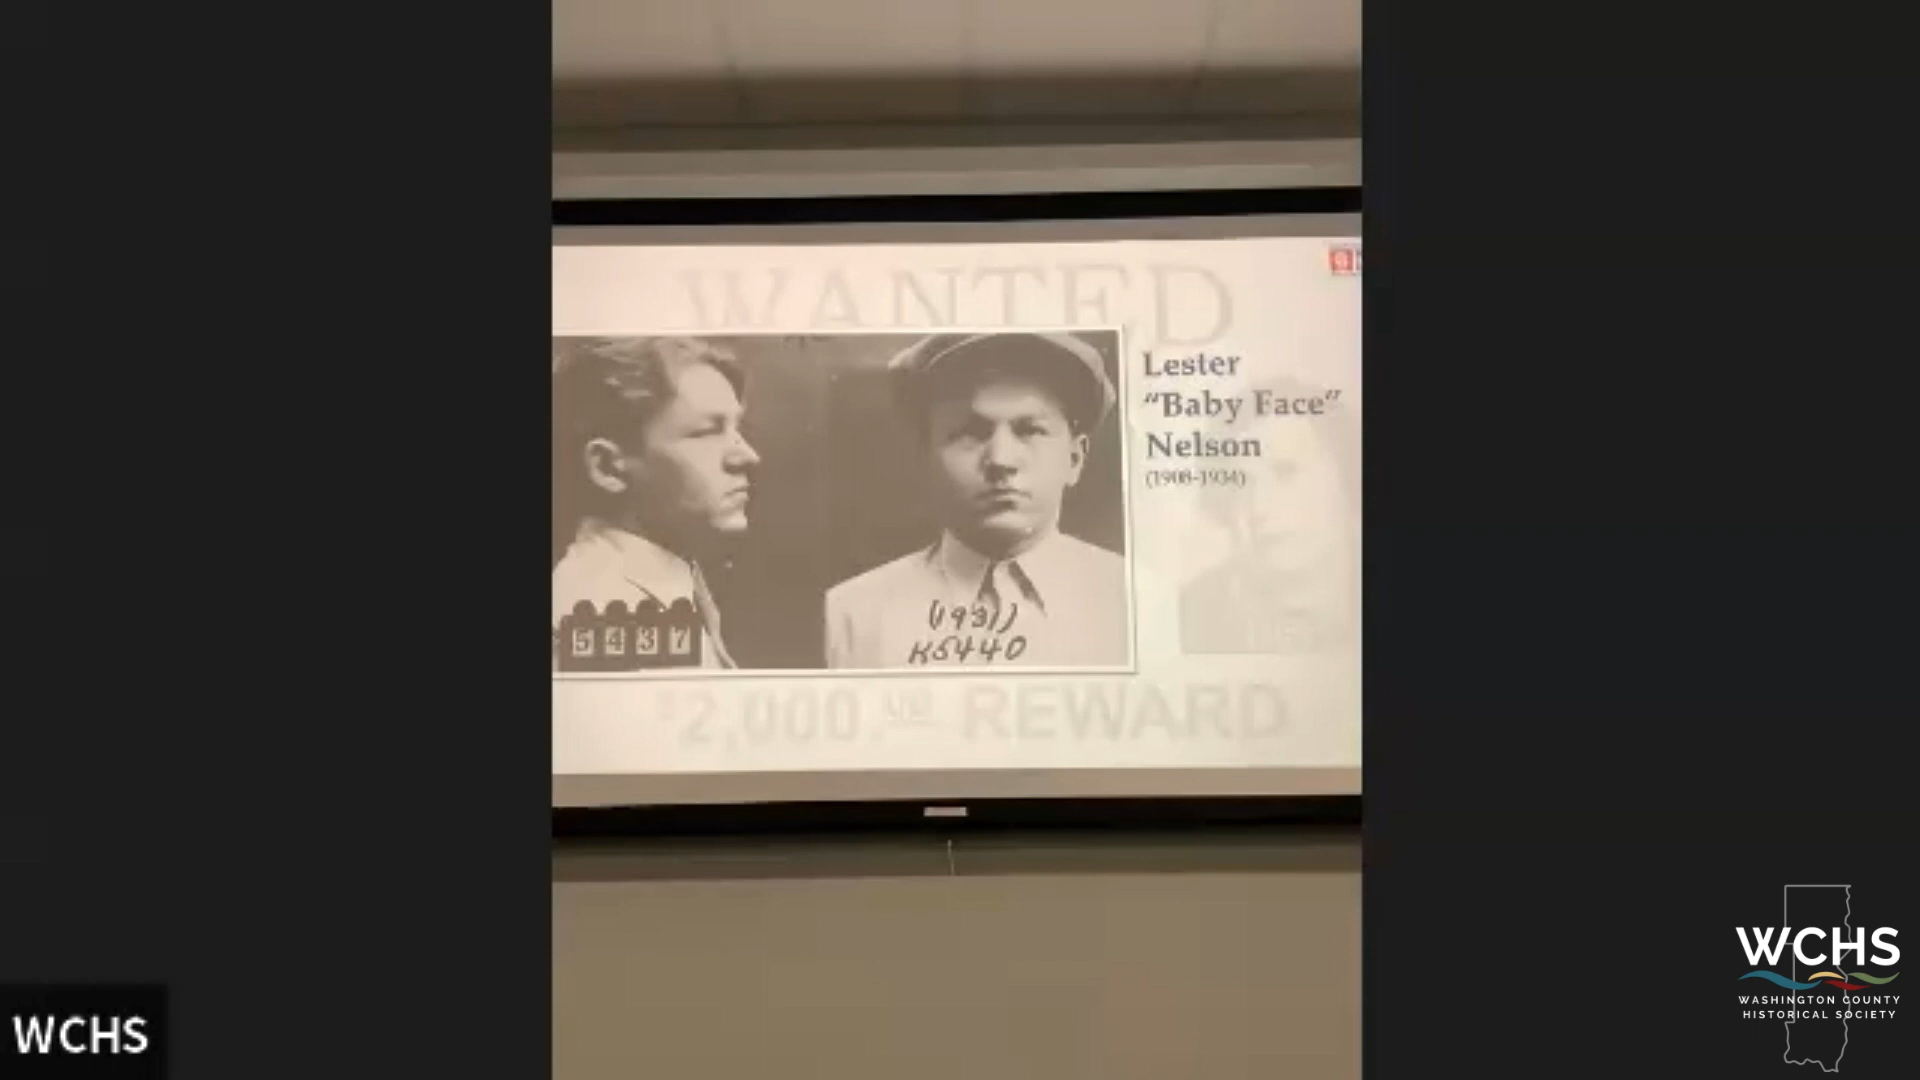 WANTED
Lester
“Baby Face”
Nelson
(1908-1934)
5437
(1931)
K5440
$2,000.00 REWARD
WCHS
WASHINGTON COUNTY
HISTORICAL SOCIETY
WCHS